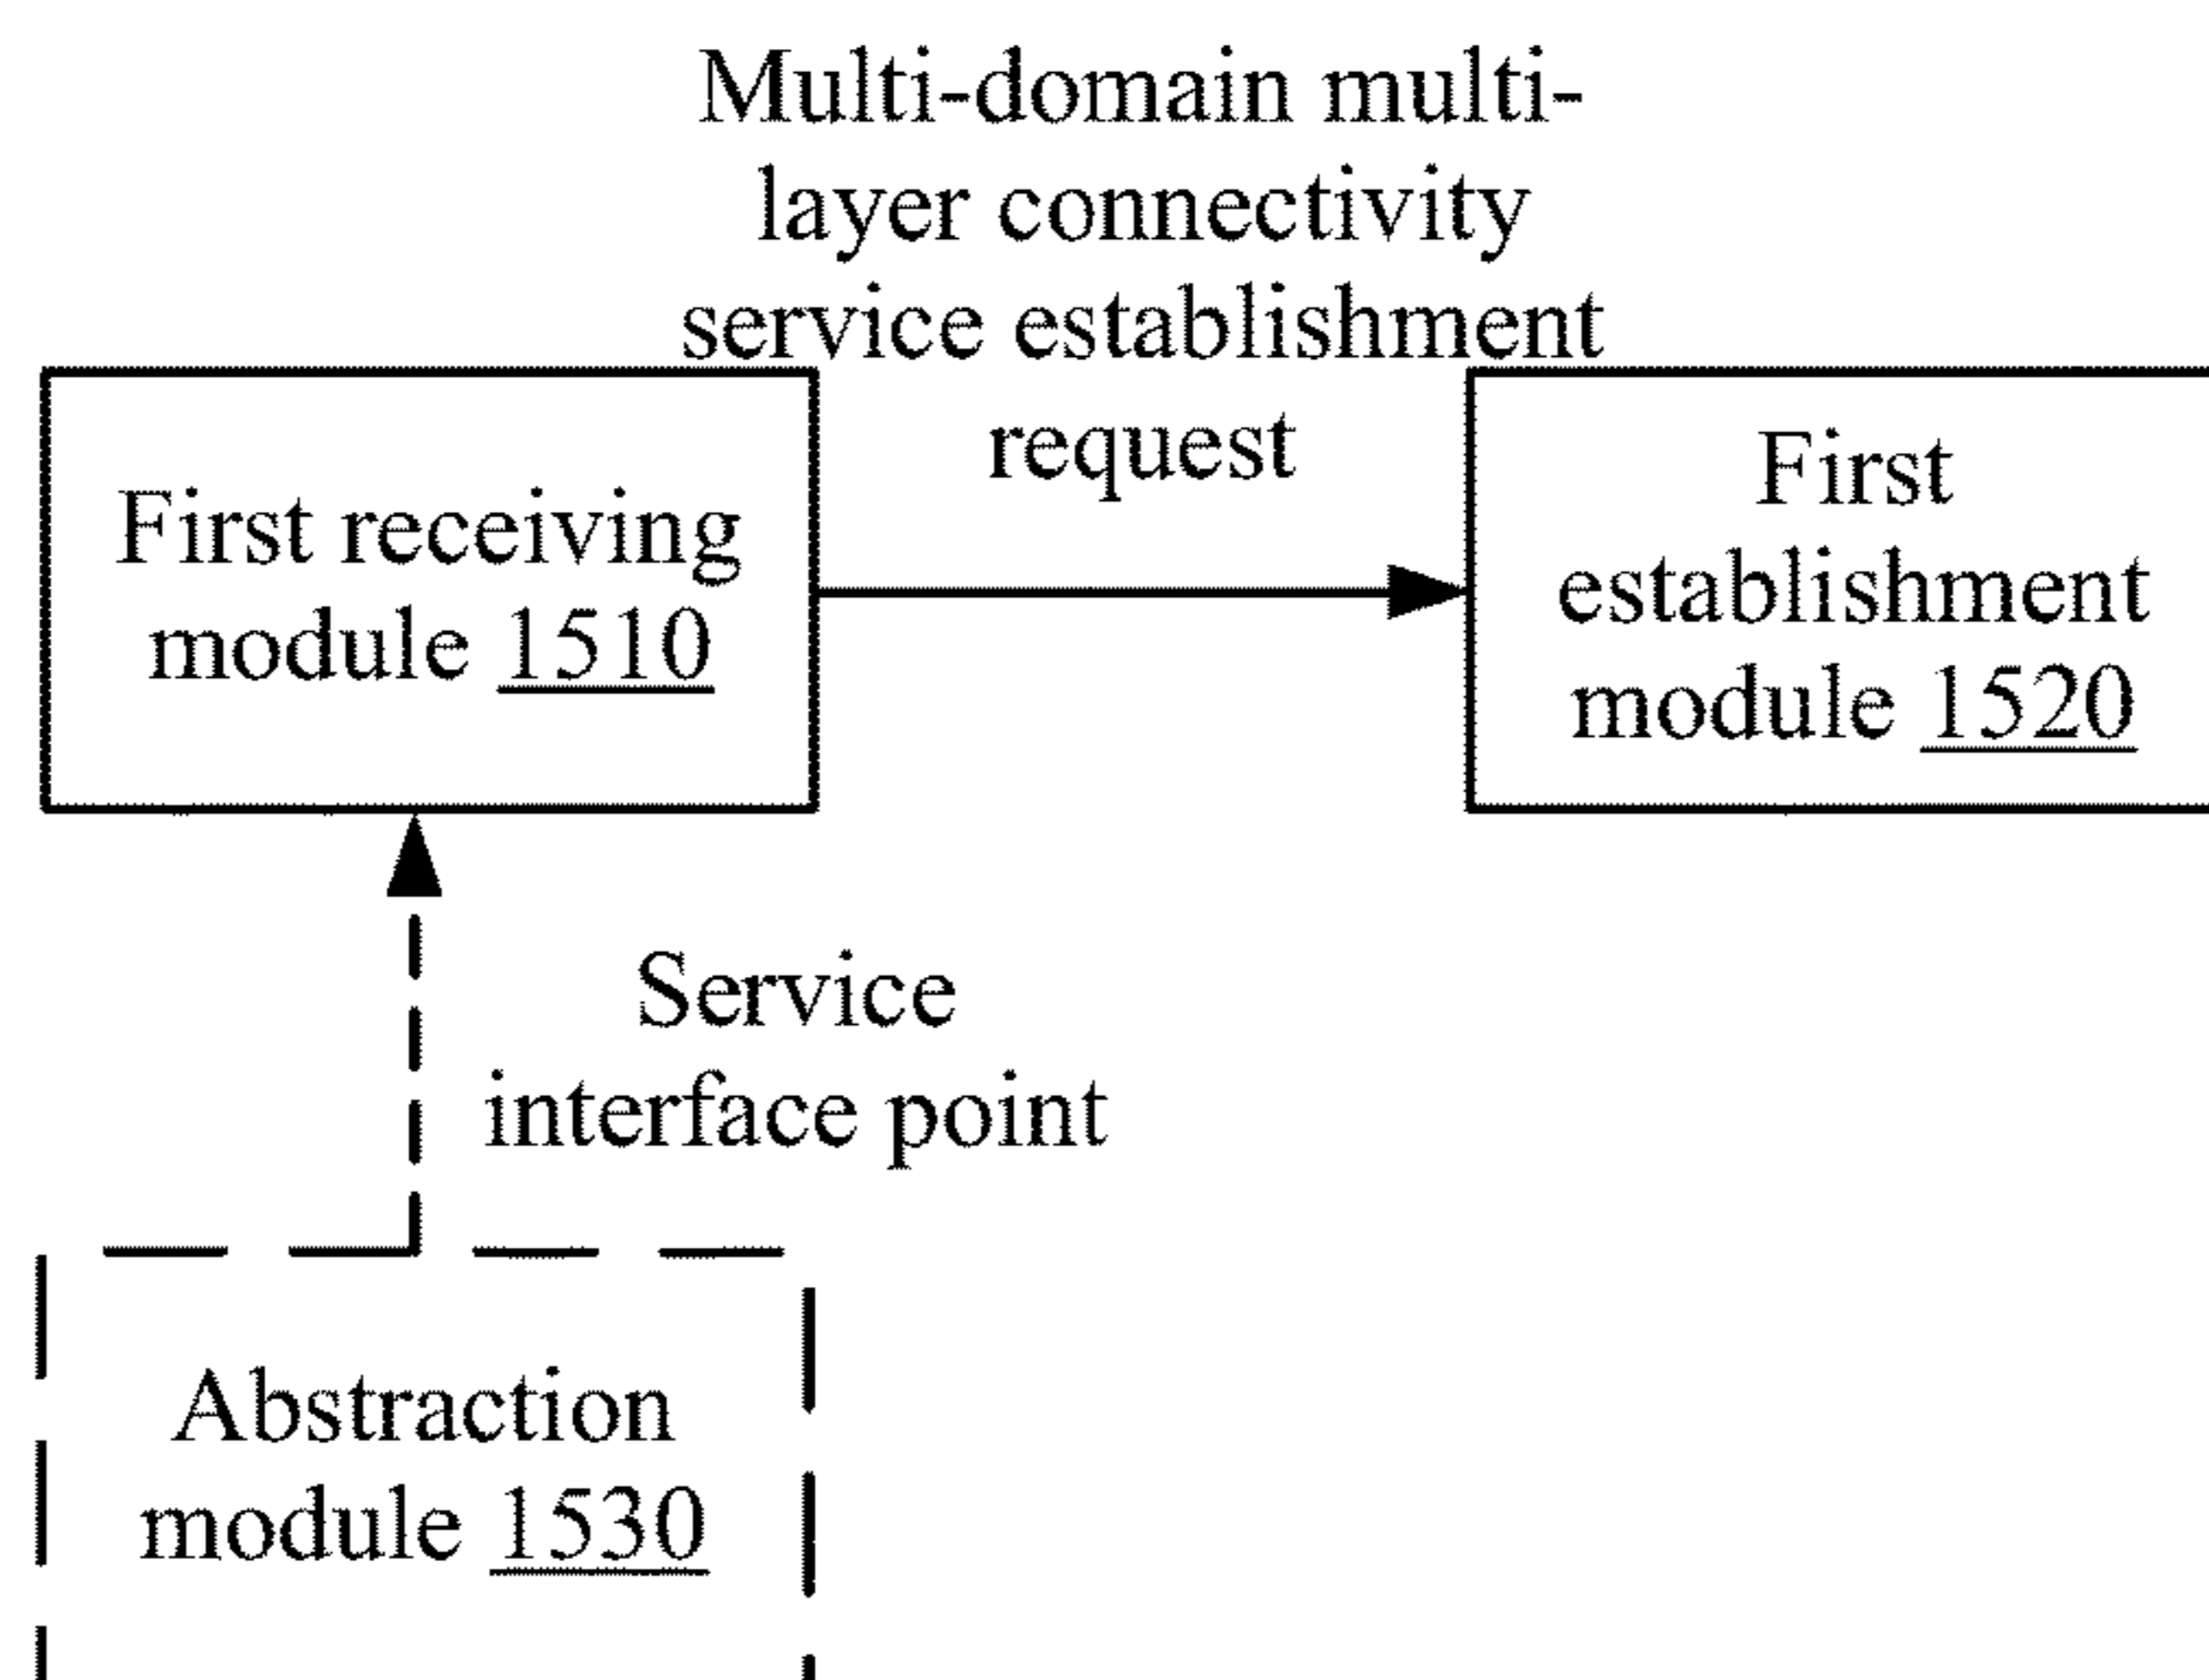 Multi-domain multi-
layer connectivity
service establishment
request
First receiving
module 1510
First
establishment
module 1520
Service
interface point
Abstraction
module 1530